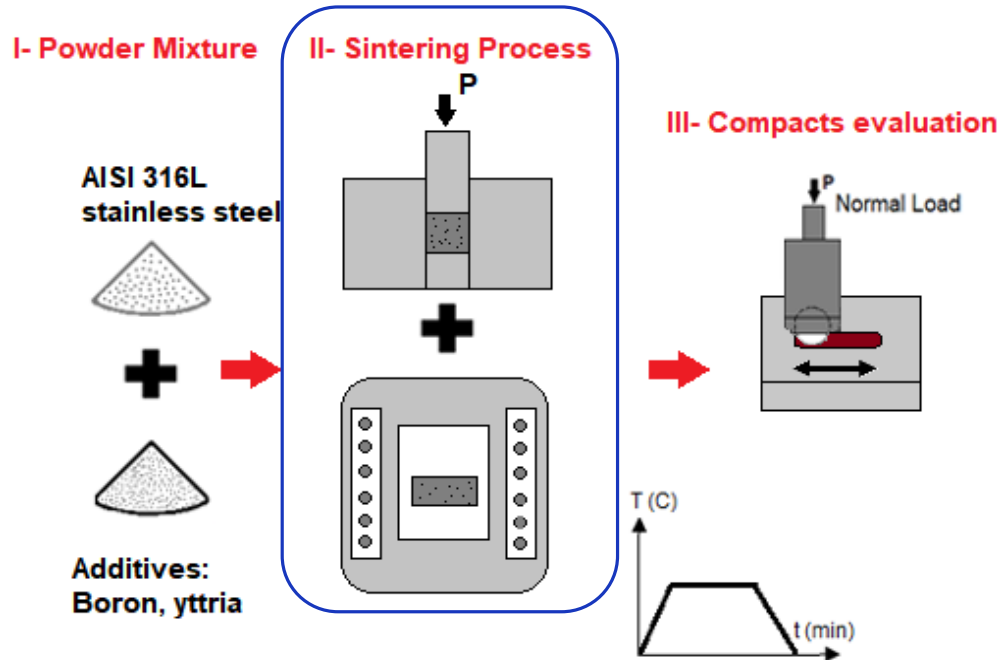 I- Powder Mixture
AISI 316L
stainless steel
Additives:
Boron, yttria
II- Sintering Process
P
III- Compacts evaluation
P
Normal Load
T (C)
t (min)